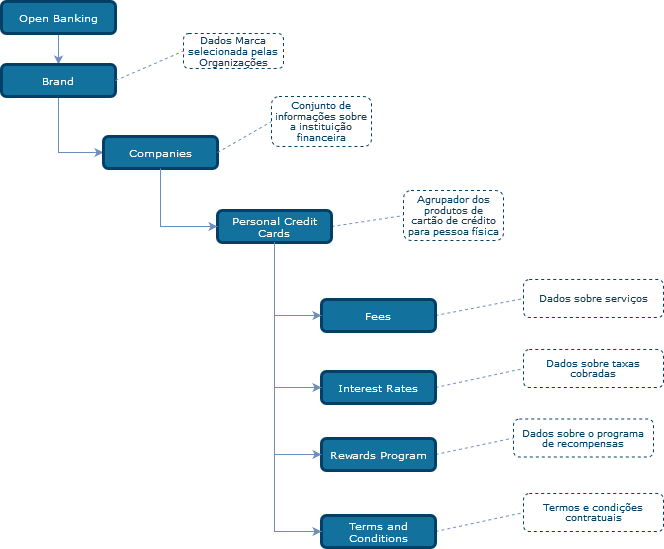 Open Banking
Dados Marca
selecionada pelas
Organizações
Brand
Conjunto de
informações sobre
a instituição
financeira
Companies
Agrupador dos
produtos de
cartão de crédito
para pessoa física
Personal Credit
Cards
Dados sobre serviços
Fees
Dados sobre taxas
cobradas
Interest Rates
Dados sobre o programa
de recompensas
Rewards Program
Termos e condições
contratuais
Terms and
Conditions